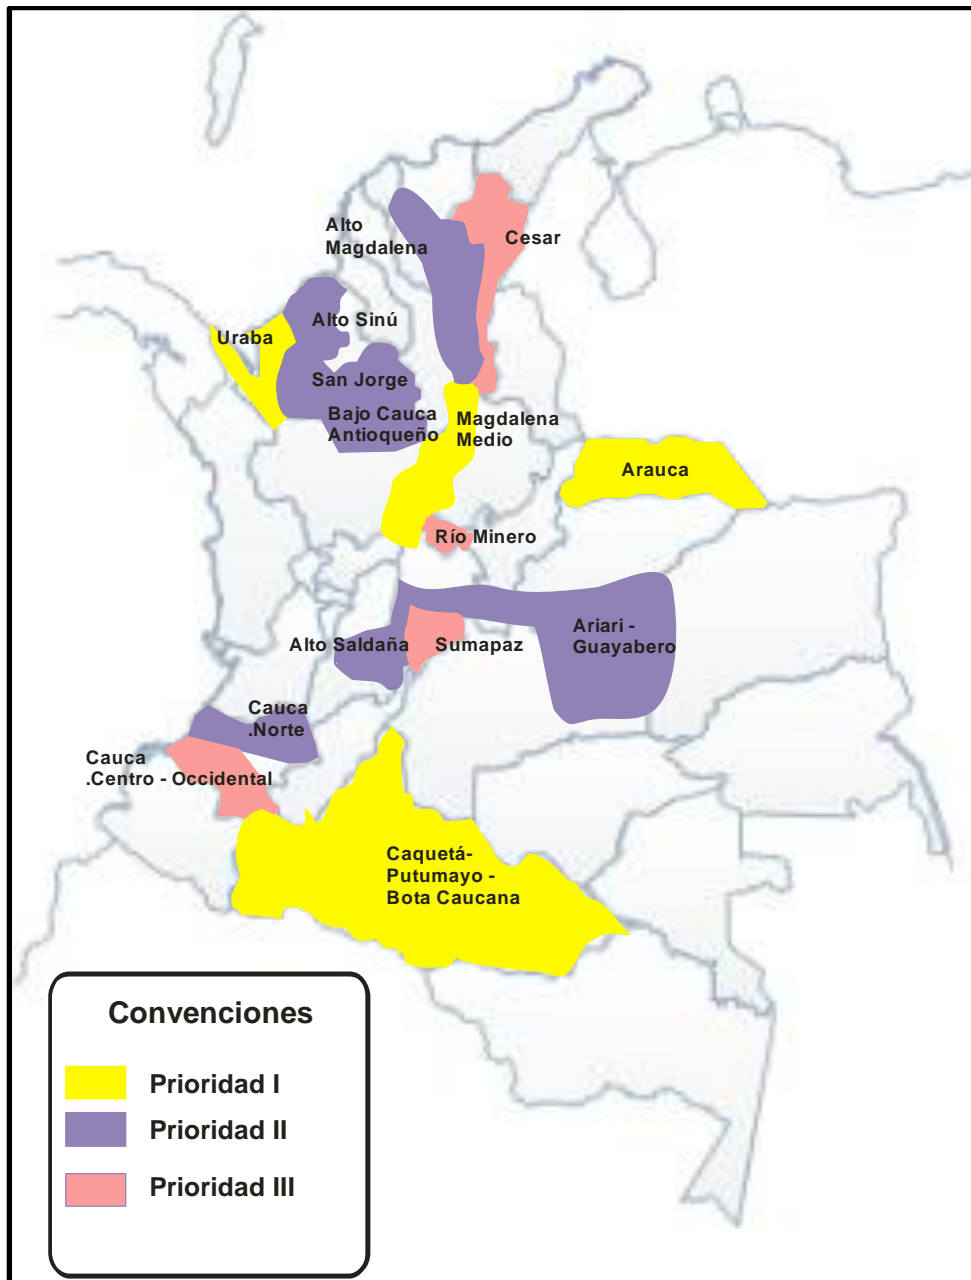 Alto
Magdalena
Cesar
Alto Sinú
Uraba
San Jorge
Bajo Cauca
Antioqueño
Magdalena
Medio
Arauca
Río Minero
Alto Saldaña
Sumapaz
Ariari -
Guayabero
Cauca
.Norte
Cauca
.Centro - Occidental
Caquetá-
Putumayo -
Bota Caucana
Convenciones
Prioridad I
Prioridad II
Prioridad III